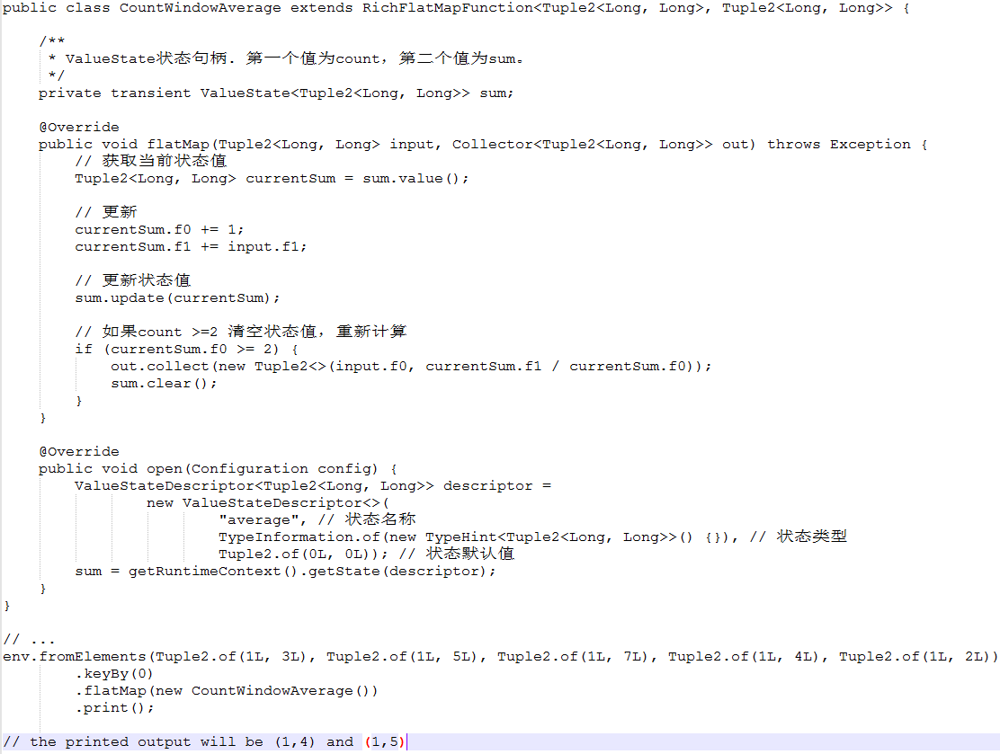 public class CountWindowAverage extends RichFlatMapFunction<Tuple2<Long, Long>, Tuple2<Long, Long>> {

    /**
     * ValueState状态句柄. 第一个值为count，第二个值为sum。
     */
    private transient ValueState<Tuple2<Long, Long>> sum;

    @Override
    public void flatMap(Tuple2<Long, Long> input, Collector<Tuple2<Long, Long>> out) throws Exception {
        // 获取当前状态值
        Tuple2<Long, Long> currentSum = sum.value();

        // 更新
        currentSum.f0 += 1;
        currentSum.f1 += input.f1;

        // 更新状态值
        sum.update(currentSum);

        // 如果count >=2 清空状态值，重新计算
        if (currentSum.f0 >= 2) {
            out.collect(new Tuple2<>(input.f0, currentSum.f1 / currentSum.f0));
            sum.clear();
        }
    }

    @Override
    public void open(Configuration config) {
        ValueStateDescriptor<Tuple2<Long, Long>> descriptor =
                new ValueStateDescriptor<>(
                        "average", // 状态名称
                        TypeInformation.of(new TypeHint<Tuple2<Long, Long>>() {}), // 状态类型
                        Tuple2.of(0L, 0L)); // 状态默认值
        sum = getRuntimeContext().getState(descriptor);
    }
}

// ...
env.fromElements(Tuple2.of(1L, 3L), Tuple2.of(1L, 5L), Tuple2.of(1L, 7L), Tuple2.of(1L, 4L), Tuple2.of(1L, 2L))
        .keyBy(0)
        .flatMap(new CountWindowAverage())
        .print();

// the printed output will be (1,4) and (1,5)